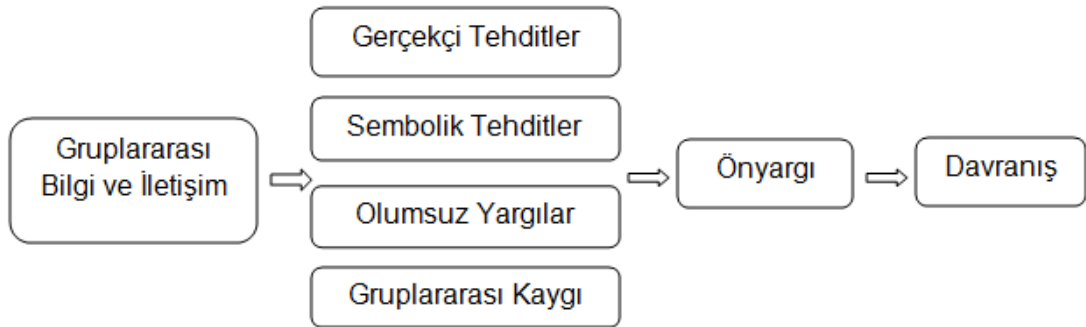 Gruplararası
Bilgi ve İletişim
Gerçekçi Tehditler
Sembolik Tehditler
Olumsuz Yargılar
Gruplararası Kaygı
Önyargı
Davranış